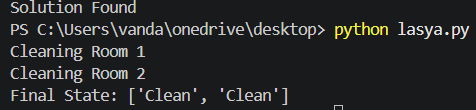 Solution Found
PS C:\Users\vanda\onedrive\desktop> python lasya.py
Cleaning Room 1
Cleaning Room 2
Final State: ['Clean', 'Clean']